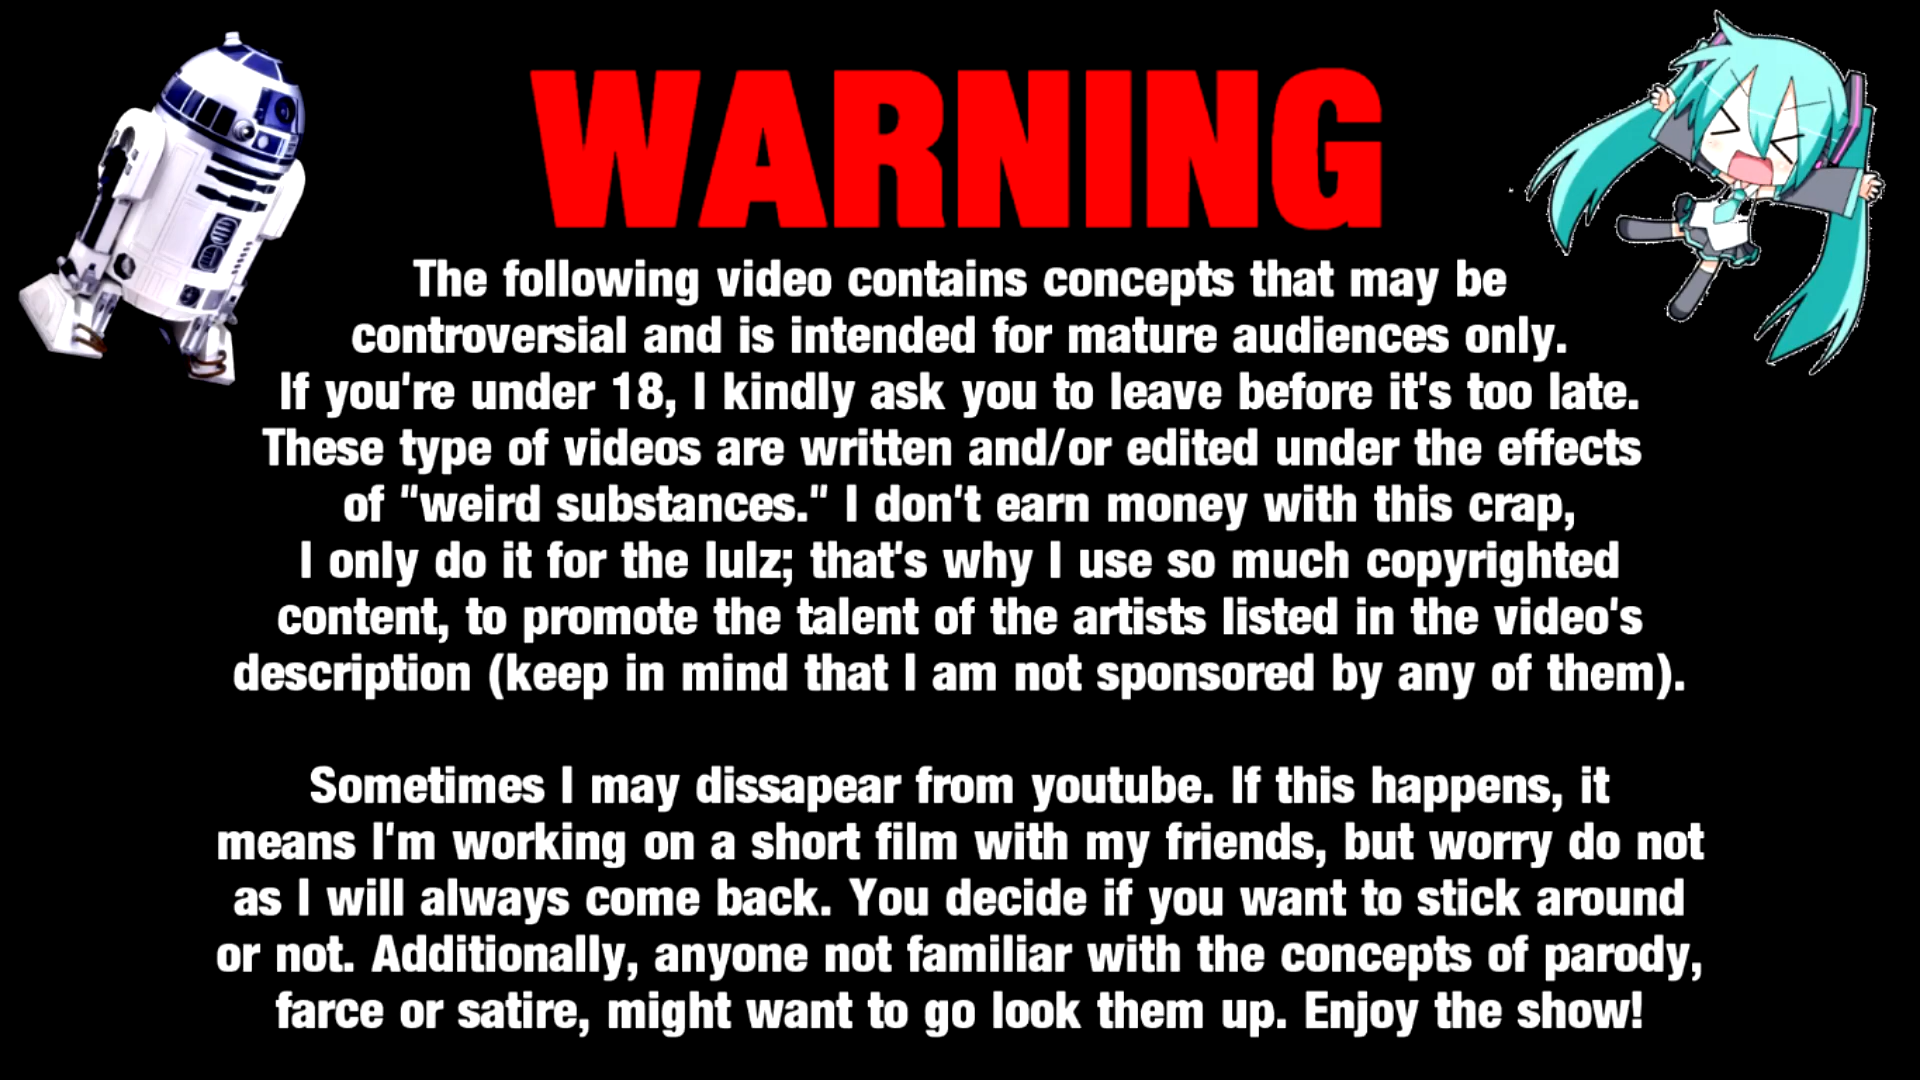 WARNING
The following video contains concepts that may be
controversial and is intended for mature audiences only.
If you're under 18, I kindly ask you to leave before it's too late.
These type of videos are written and/or edited under the effects
of "weird substances." I don't earn money with this crap,
I only do it for the lulz; that's why I use so much copyrighted
content, to promote the talent of the artists listed in the video's
description (keep in mind that I am not sponsored by any of them).
Sometimes I may dissapear from youtube. If this happens, it
means I'm working on a short film with my friends, but worry do not
as I will always come back. You decide if you want to stick around
or not. Additionally, anyone not familiar with the concepts of parody,
farce or satire, might want to go look them up. Enjoy the show!